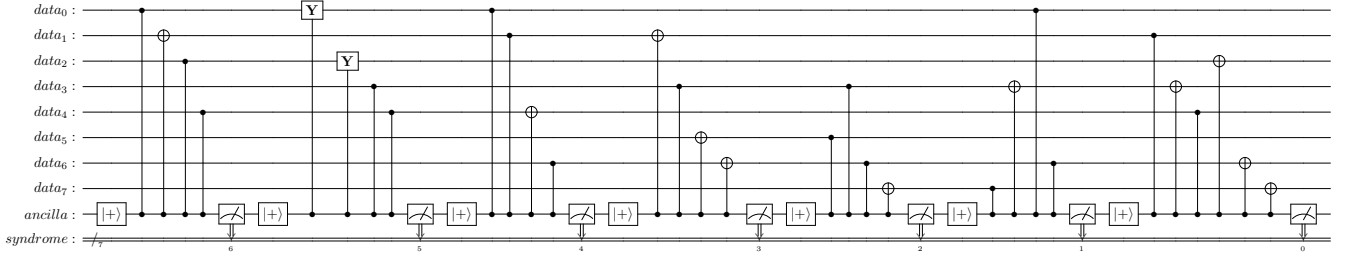 data₀ : Y
data₁ :
data₂ : Y
data₃ :
data₄ :
data₅ :
data₆ :
data₇ :
ancilla : |+⟩ |+⟩ |+⟩ |+⟩ |+⟩ |+⟩ |+⟩
syndrome : 7
6 5 4 3 2 1 0